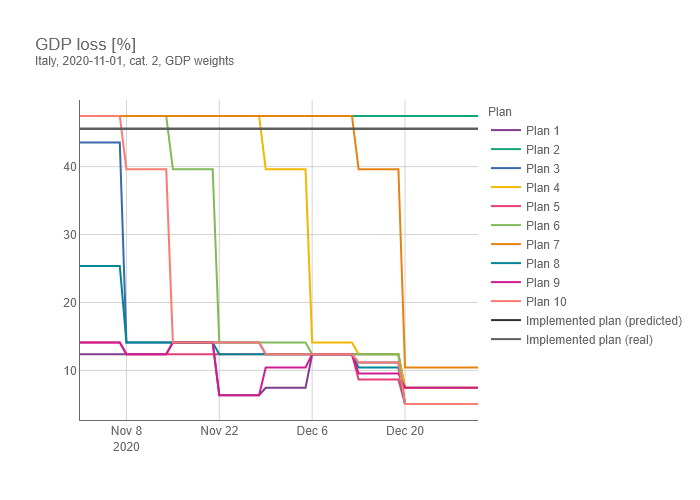 GDP loss [%]
Italy, 2020-11-01, cat. 2, GDP weights
Plan
Plan 1
Plan 2
Plan 3
Plan 4
Plan 5
Plan 6
Plan 7
Plan 8
Plan 9
Plan 10
Implemented plan (predicted)
Implemented plan (real)
40
30
20
10
Nov 8 Nov 22 Dec 6 Dec 20
2020